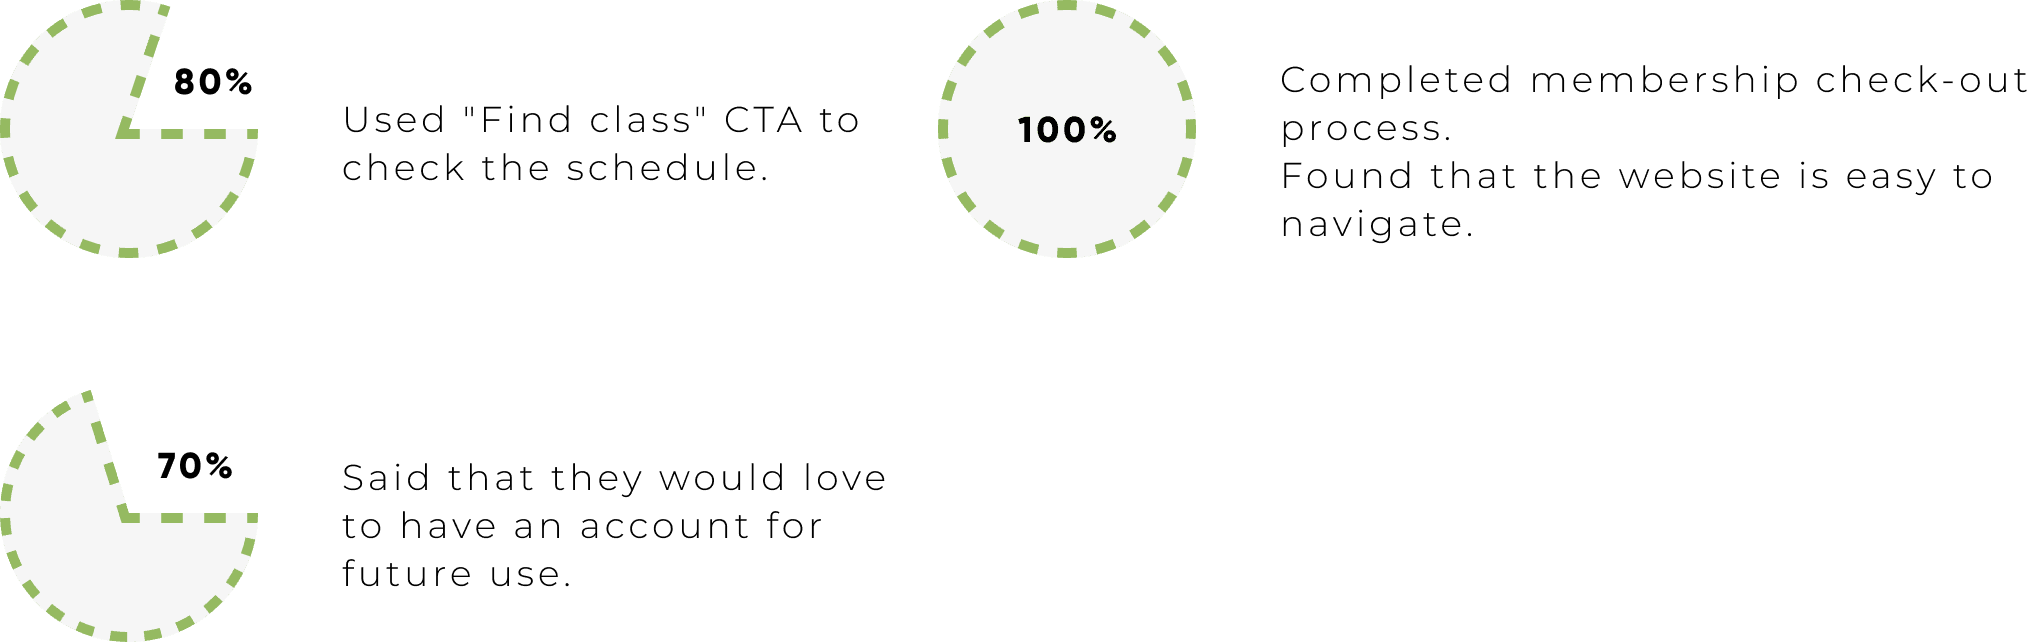 80%
Used "Find class" CTA to
check the schedule.
100%
Completed membership check-out
process.
Found that the website is easy to
navigate.
70%
Said that they would love
to have an account for
future use.